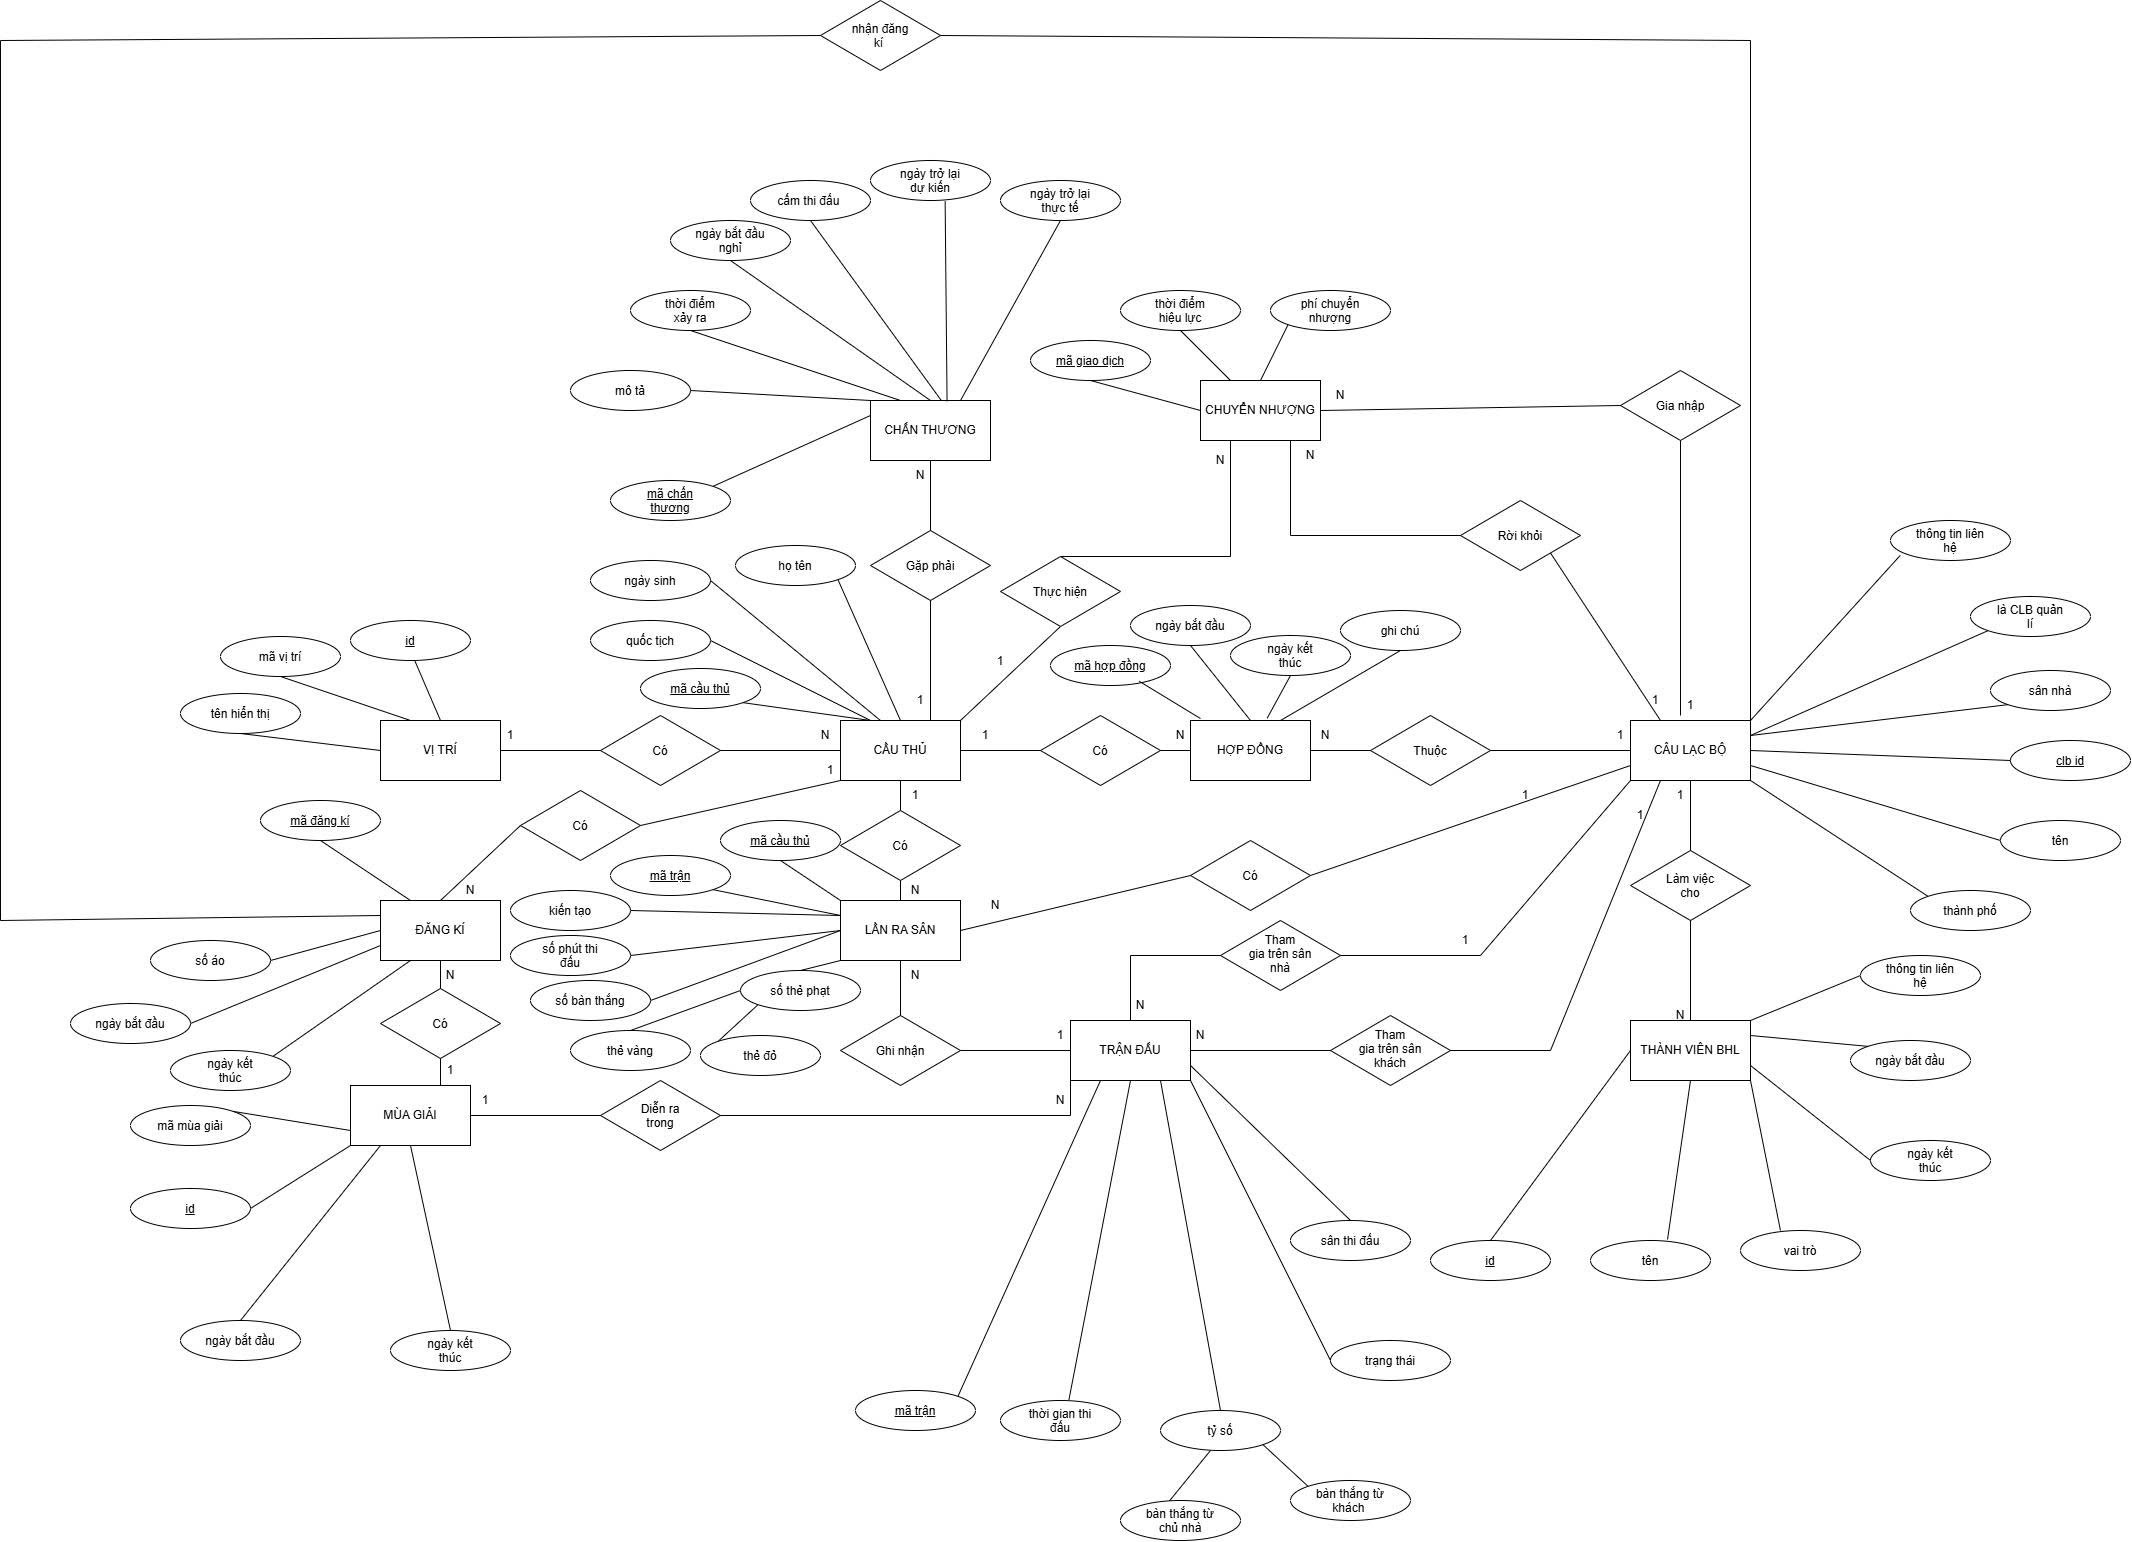 nhận đăng
kí
ngày trở lại
dự kiến
cấm thi đấu
ngày trở lại
thực tế
ngày bắt đầu
nghỉ
thời điểm
xảy ra
thời điểm
hiệu lực
phí chuyển
nhượng
mã giao dịch
mô tả
N
CHUYỂN NHƯỢNG
Gia nhập
CHẤN THƯƠNG
N
N
N
mã chấn
thương
Rời khỏi
thông tin liên
hệ
họ tên
Gặp phải
ngày sinh
Thực hiện
là CLB quản
lí
ngày bắt đầu
ghi chú
id
quốc tịch
mã vị trí
ngày kết
thúc
1
mã hợp đồng
mã cầu thủ
sân nhà
1
1
1
tên hiển thị
1
N
1
N
N
1
VỊ TRÍ
Có
CẦU THỦ
Có
HỢP ĐỒNG
Thuộc
CÂU LẠC BỘ
clb id
1
1
1
1
1
mã đăng kí
Có
mã cầu thủ
tên
Có
mã trận
Có
Làm việc
cho
N
N
N
kiến tạo
thành phố
ĐĂNG KÍ
LẦN RA SÂN
Tham
gia trên sân
nhà
1
số phút thi
đấu
số áo
N
N
thông tin liên
hệ
số thẻ phạt
số bàn thắng
N
N
ngày bắt đầu
Có
1
N
Tham
gia trên sân
khách
thẻ vàng
thẻ đỏ
Ghi nhận
TRẬN ĐẤU
THÀNH VIÊN BHL
ngày bắt đầu
ngày kết
thúc
1
1
N
MÙA GIẢI
Diễn ra
trong
mã mùa giải
ngày kết
thúc
id
sân thi đấu
id
tên
vai trò
ngày bắt đầu
ngày kết
thúc
trạng thái
mã trận
thời gian thi
đấu
tỷ số
bàn thắng từ
khách
bàn thắng từ
chủ nhà